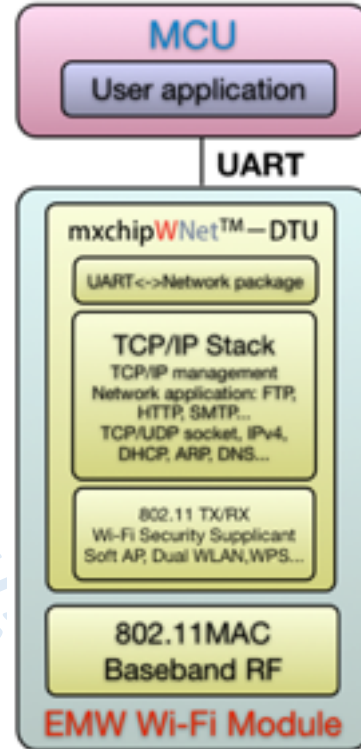 MCU
User application
UART
mxchipWNet™—DTU
UART<->Network package
TCP/IP Stack
TCP/IP management
Network application: FTP,
HTTP, SMTP...
TCP/UDP socket, IPv4,
DHCP, ARP, DNS...
802.11 TX/RX
Wi-Fi Security Supplicant
Soft AP, Dual WLAN,WPS...
802.11MAC
Baseband RF
EMW Wi-Fi Module